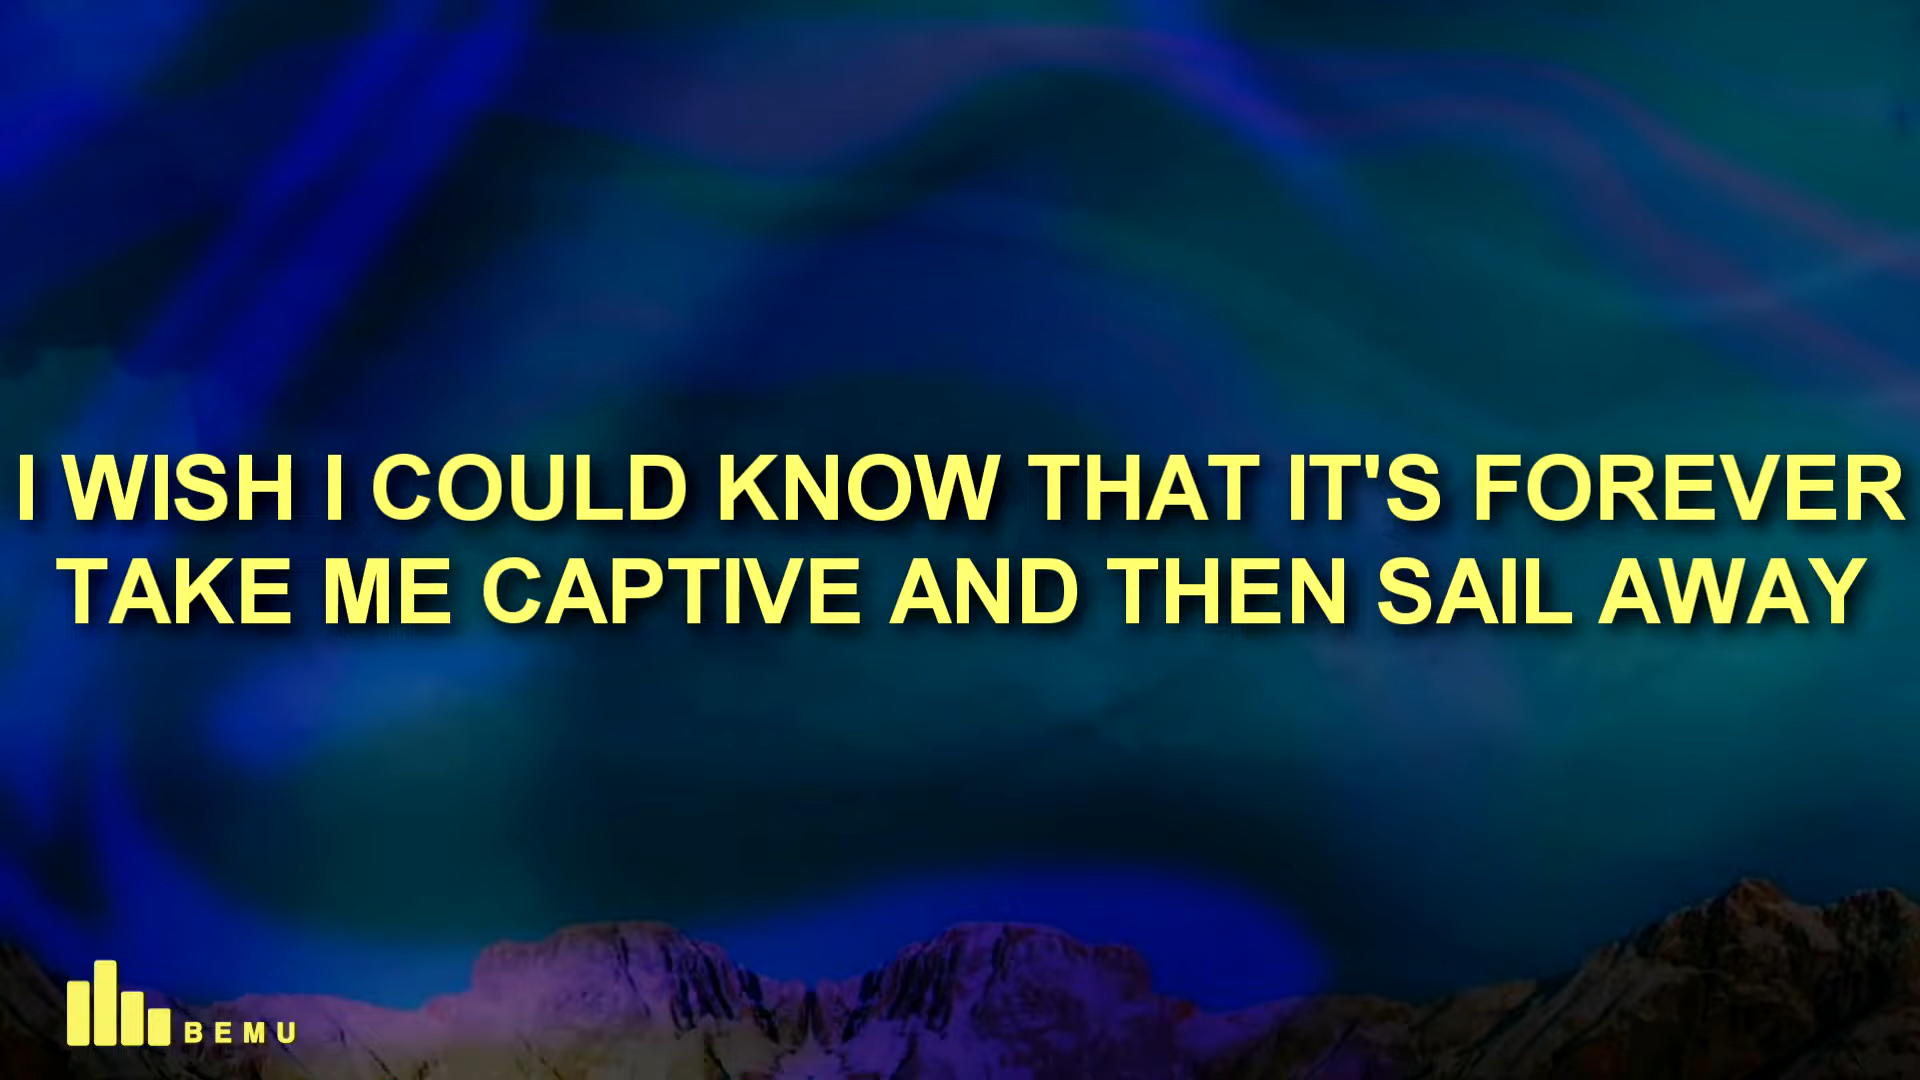 I WISH I COULD KNOW THAT IT'S FOREVER
TAKE ME CAPTIVE AND THEN SAIL AWAY
BEMU